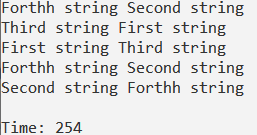 Forthh string Second string
Third string First string
First string Third string
Forthh string Second string
Second string Forthh string
Time: 254